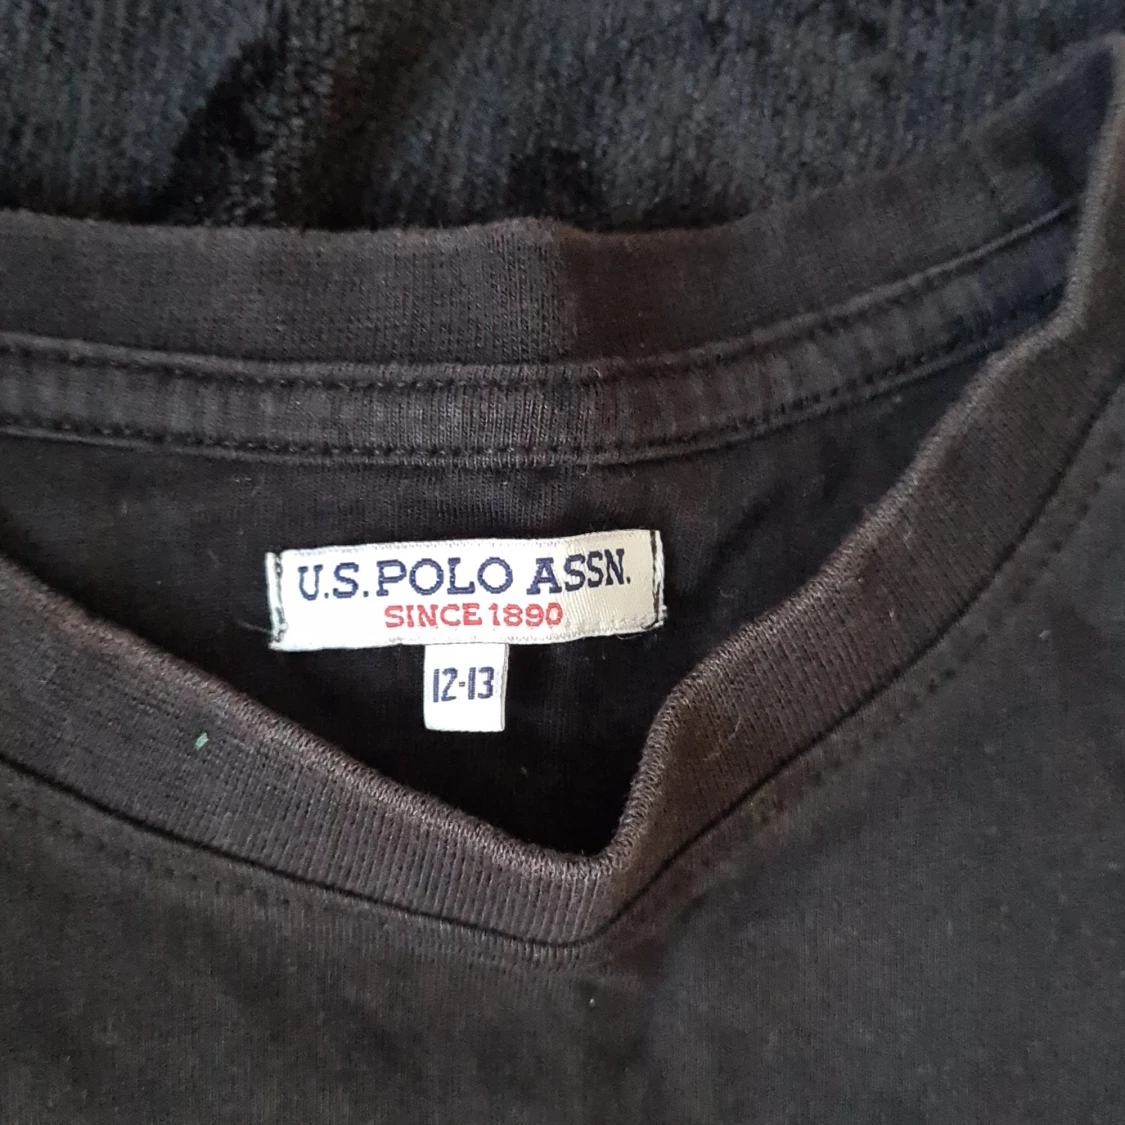 U.S. POLO ASSN.
SINCE 1890
12-13